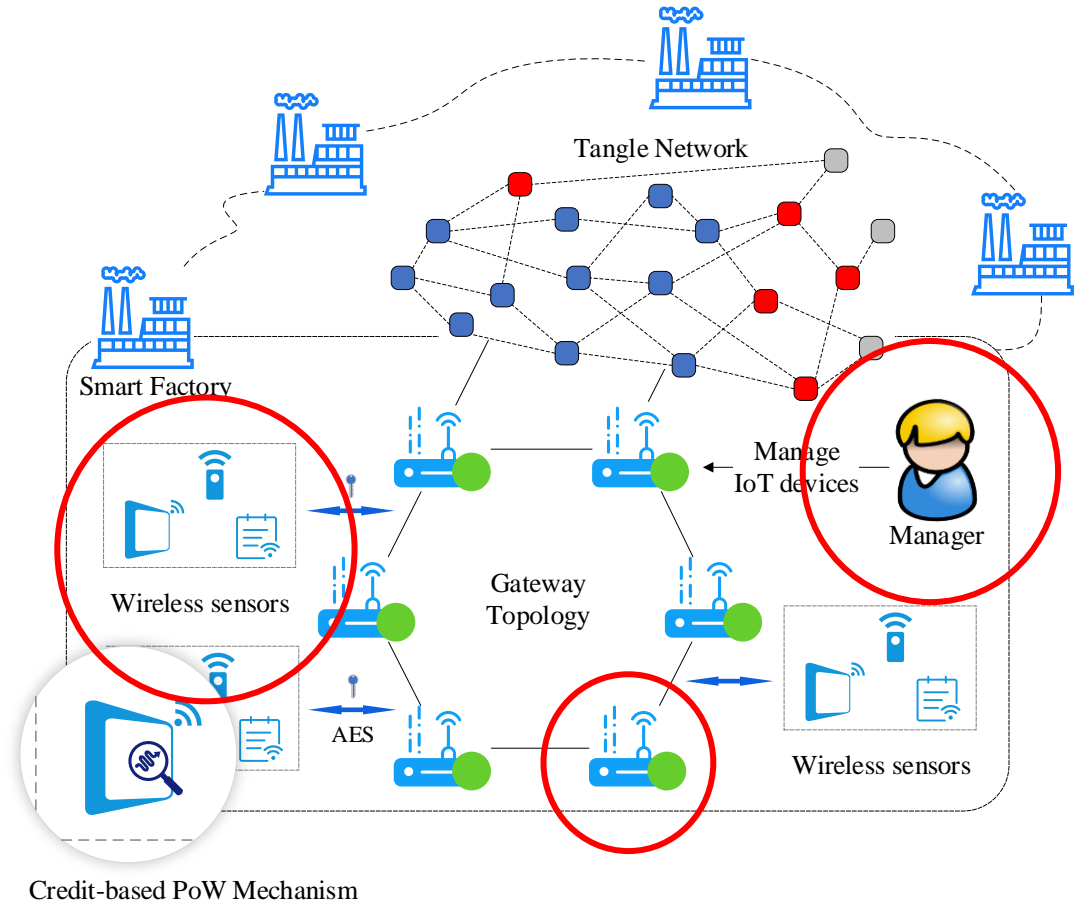 Tangle Network
Smart Factory
Manage
IoT devices
Manager
Wireless sensors
Gateway
Topology
AES
Wireless sensors
Credit-based PoW Mechanism